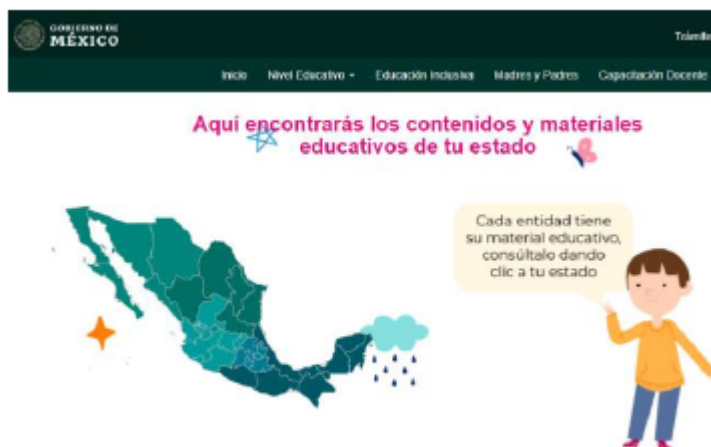 GOBIERNO DE
MÉXICO
Inicio Nivel Educativo Educación Inclusiva Madres y Padres Capacitación Docente
Aquí encontrarás los contenidos y materiales
educativos de tu estado
Cada entidad tiene
su material educativo,
consúltalo dando
clic a tu estado